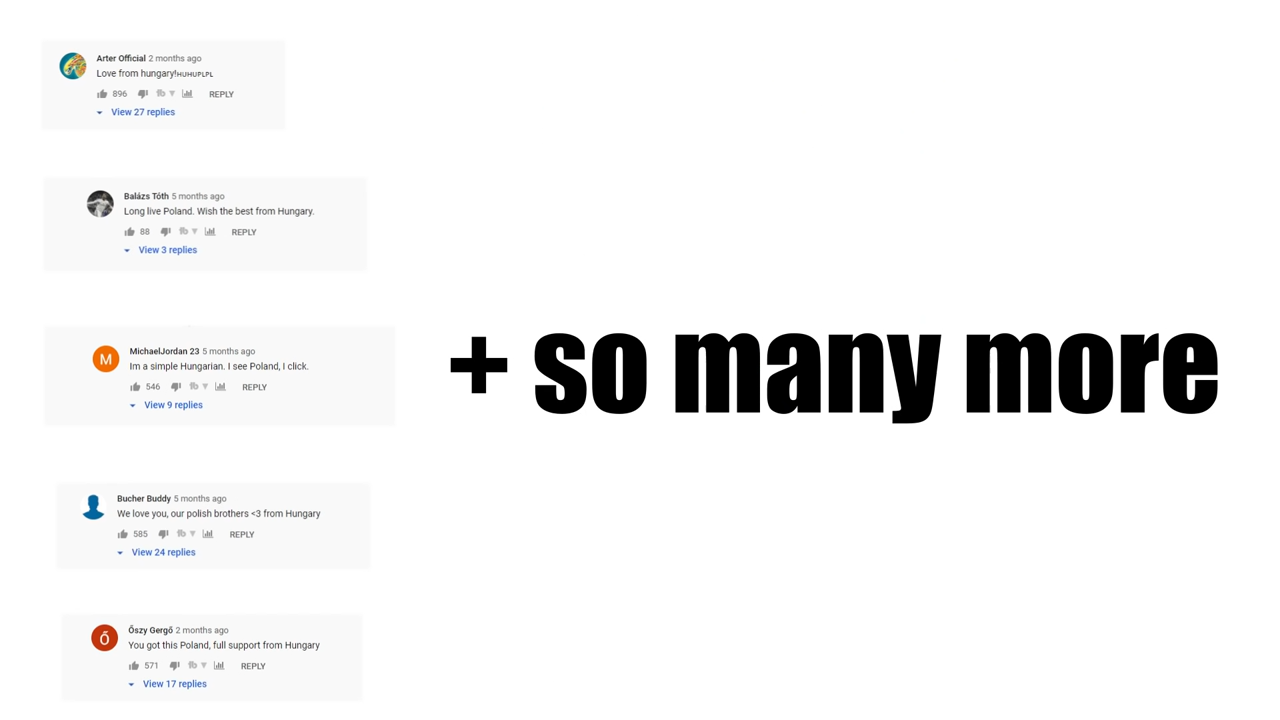 Arter Official 2 months ago
Love from hungary!HUHUPLPL
896 REPLY
View 27 replies
Balázs Tóth 5 months ago
Long live Poland. Wish the best from Hungary.
88 REPLY
View 3 replies
M
MichaelJordan 23 5 months ago
Im a simple Hungarian. I see Poland, I click.
546 REPLY
View 9 replies
+ so many more
Bucher Buddy 5 months ago
We love you, our polish brothers <3 from Hungary
585 REPLY
View 24 replies
Ő
Őszy Gergő 2 months ago
You got this Poland, full support from Hungary
571 REPLY
View 17 replies